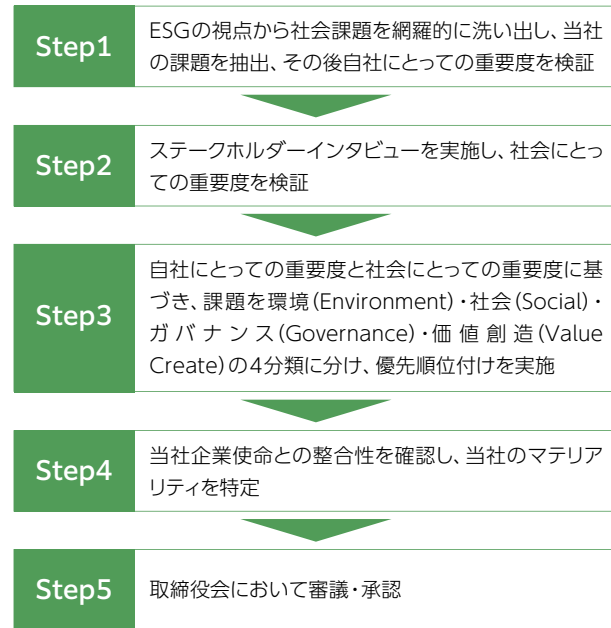 Step1
ESGの視点から社会課題を網羅的に洗い出し、当社
の課題を抽出、その後自社にとっての重要度を検証
Step2
ステークホルダーインタビューを実施し、社会にとっ
ての重要度を検証
Step3
自社にとっての重要度と社会にとっての重要度に基
づき、課題を環境(Environment)・社会(Social)・
ガバナンス(Governance)・価値創造(Value
Create)の4分類に分け、優先順位付けを実施
Step4
当社企業使命との整合性を確認し、当社のマテリア
リティを特定
Step5
取締役会において審議・承認